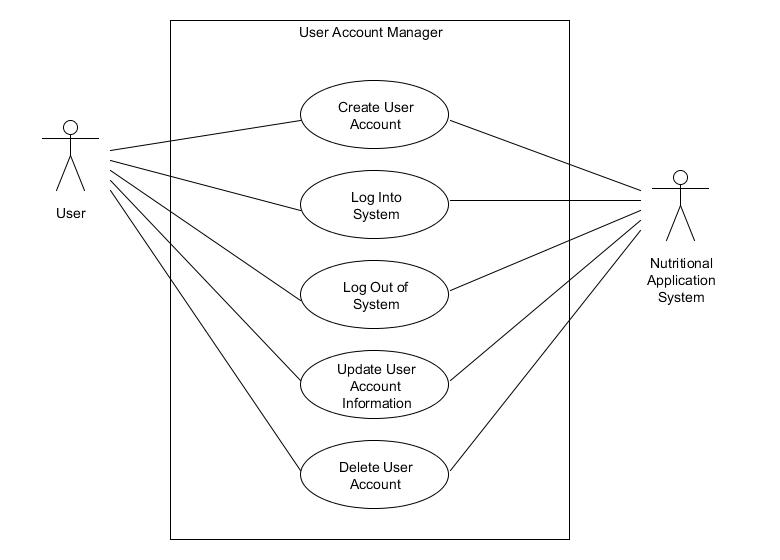 User Account Manager
Create User
Account
Log Into
System
User
Log Out of
System
Nutritional
Application
System
Update User
Account
Information
Delete User
Account